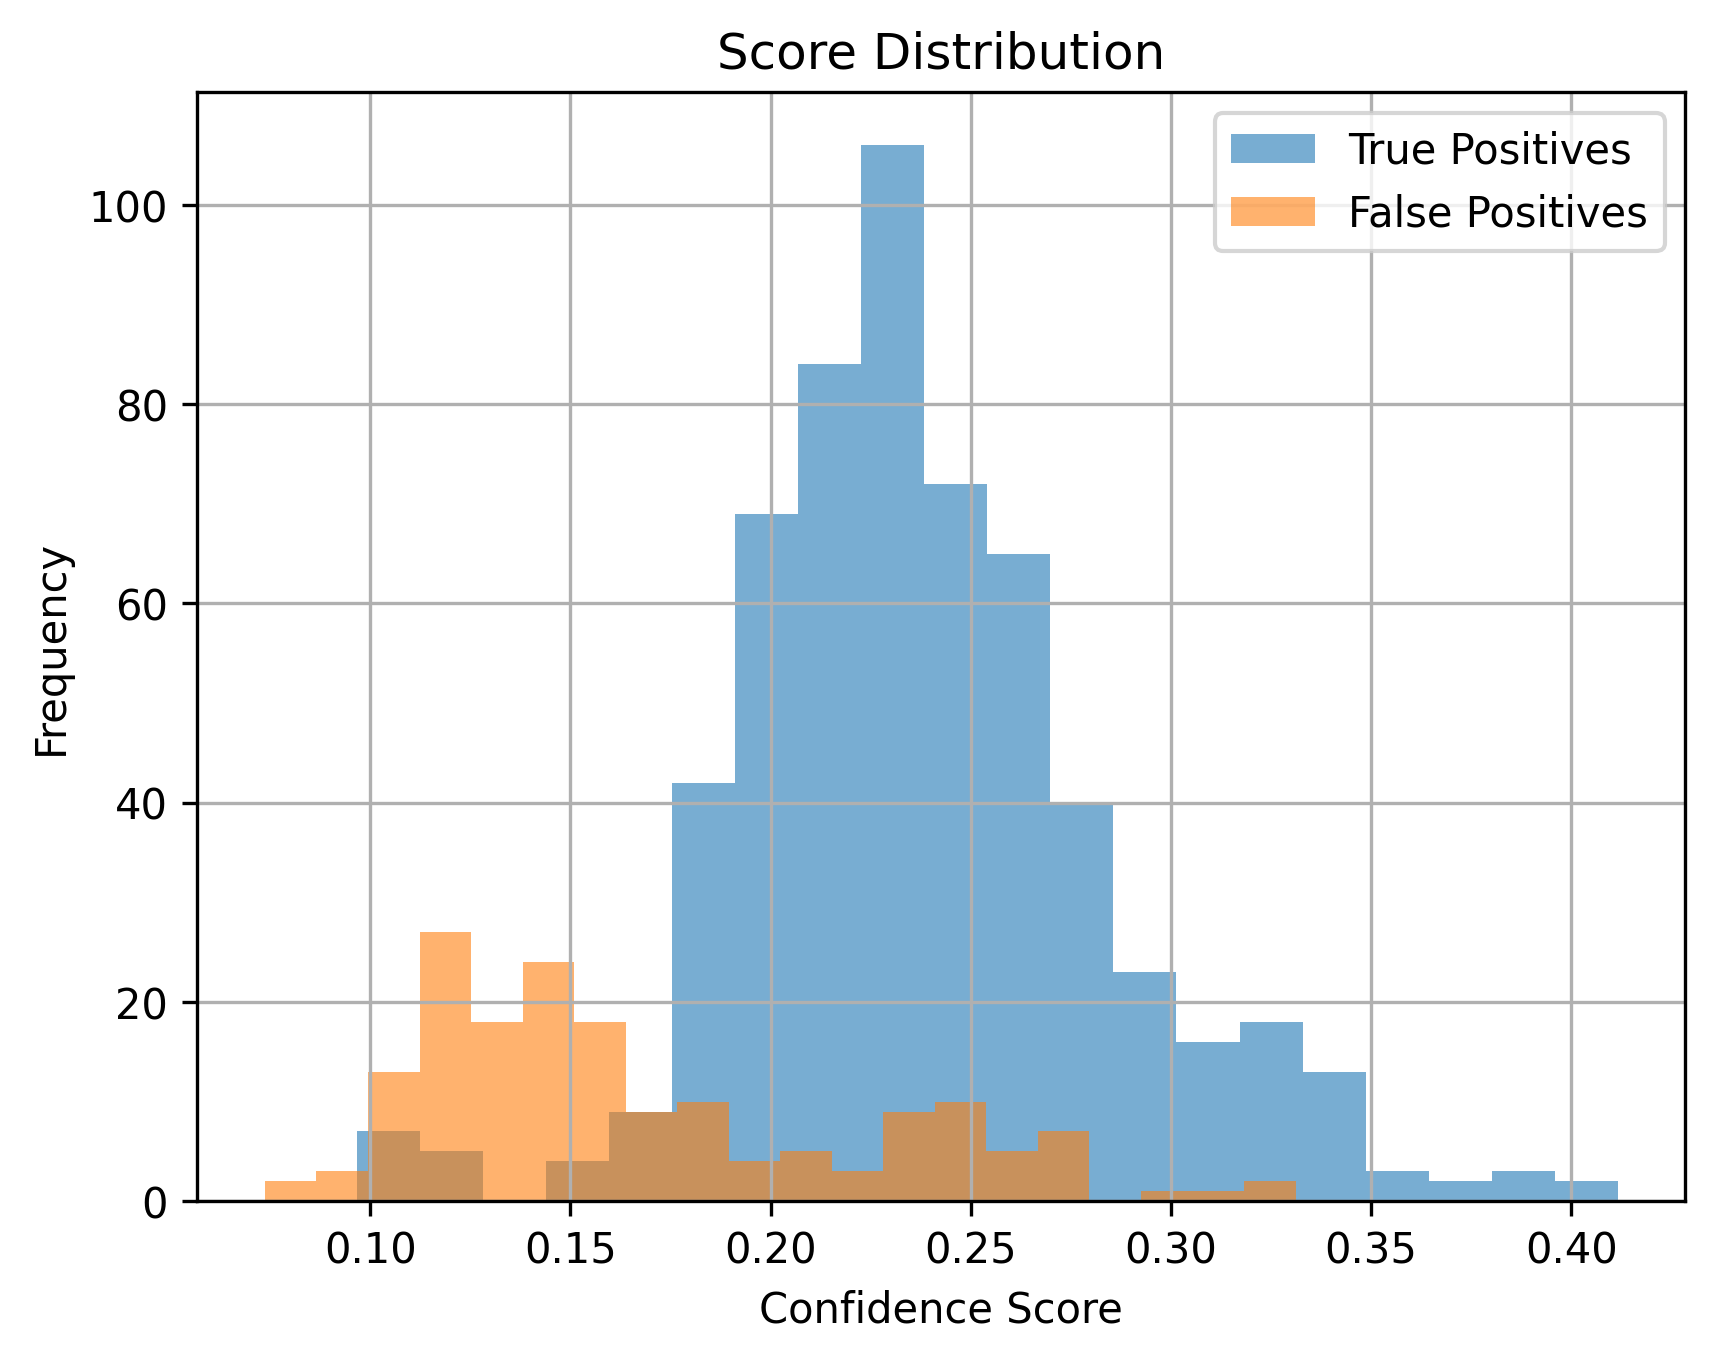 Score Distribution
True Positives
False Positives
100
80
60
40
20
0
Frequency
0.10 0.15 0.20 0.25 0.30 0.35 0.40
Confidence Score